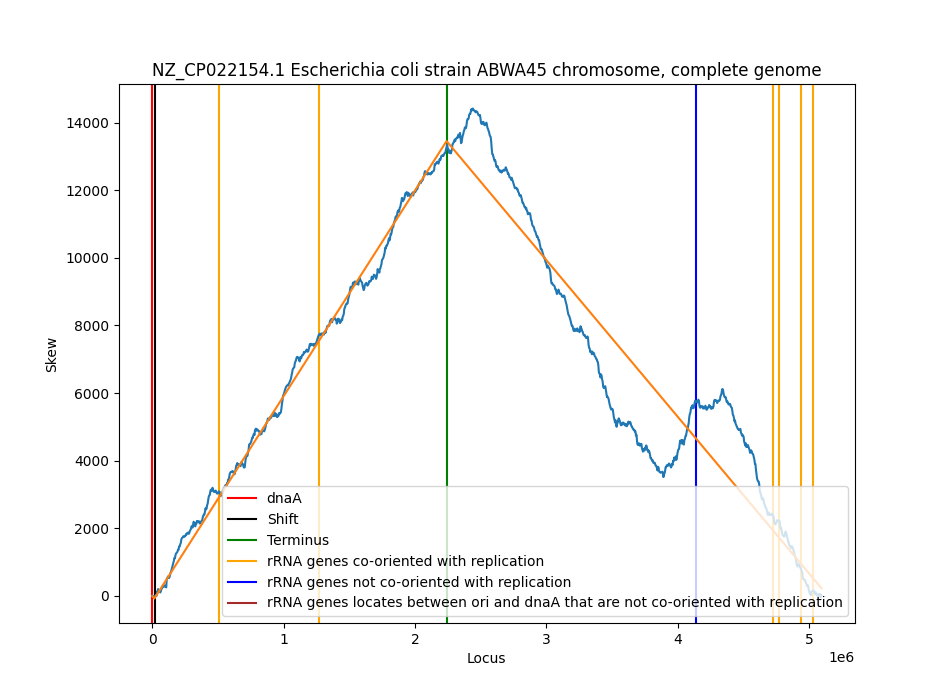 NZ_CP022154.1 Escherichia coli strain ABWA45 chromosome, complete genome
14000
12000
10000
8000
6000
4000
2000
0
Skew
dnaA
Shift
Terminus
rRNA genes co-oriented with replication
rRNA genes not co-oriented with replication
rRNA genes locates between ori and dnaA that are not co-oriented with replication
0 1 2 3 4 5
1e6
Locus